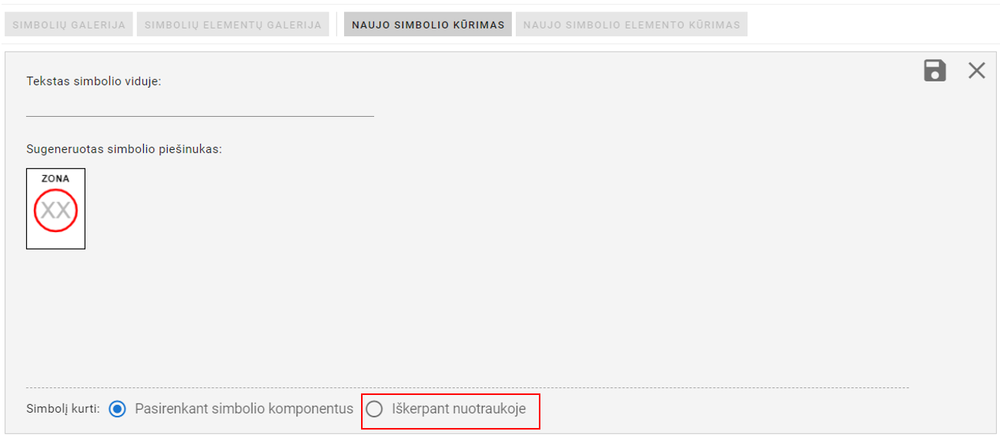 SIMBOLIŲ GALERIJA SIMBOLIŲ ELEMENTŲ GALERIJA NAUJO SIMBOLIO KŪRIMAS NAUJO SIMBOLIO ELEMENTO KŪRIMAS
Tekstas simbolio viduje:
Sugeneruotas simbolio piešinukas:
ZONA
XX
Simbolį kurti: Pasirenkant simbolio komponentus Iškerpant nuotraukoje